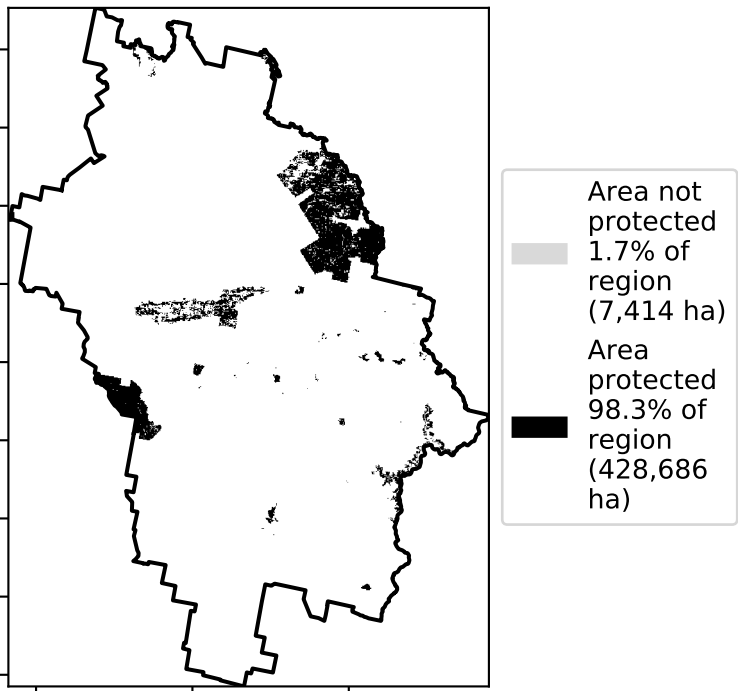 Area not
protected
1.7% of
region
(7,414 ha)
Area
protected
98.3% of
region
(428,686
ha)